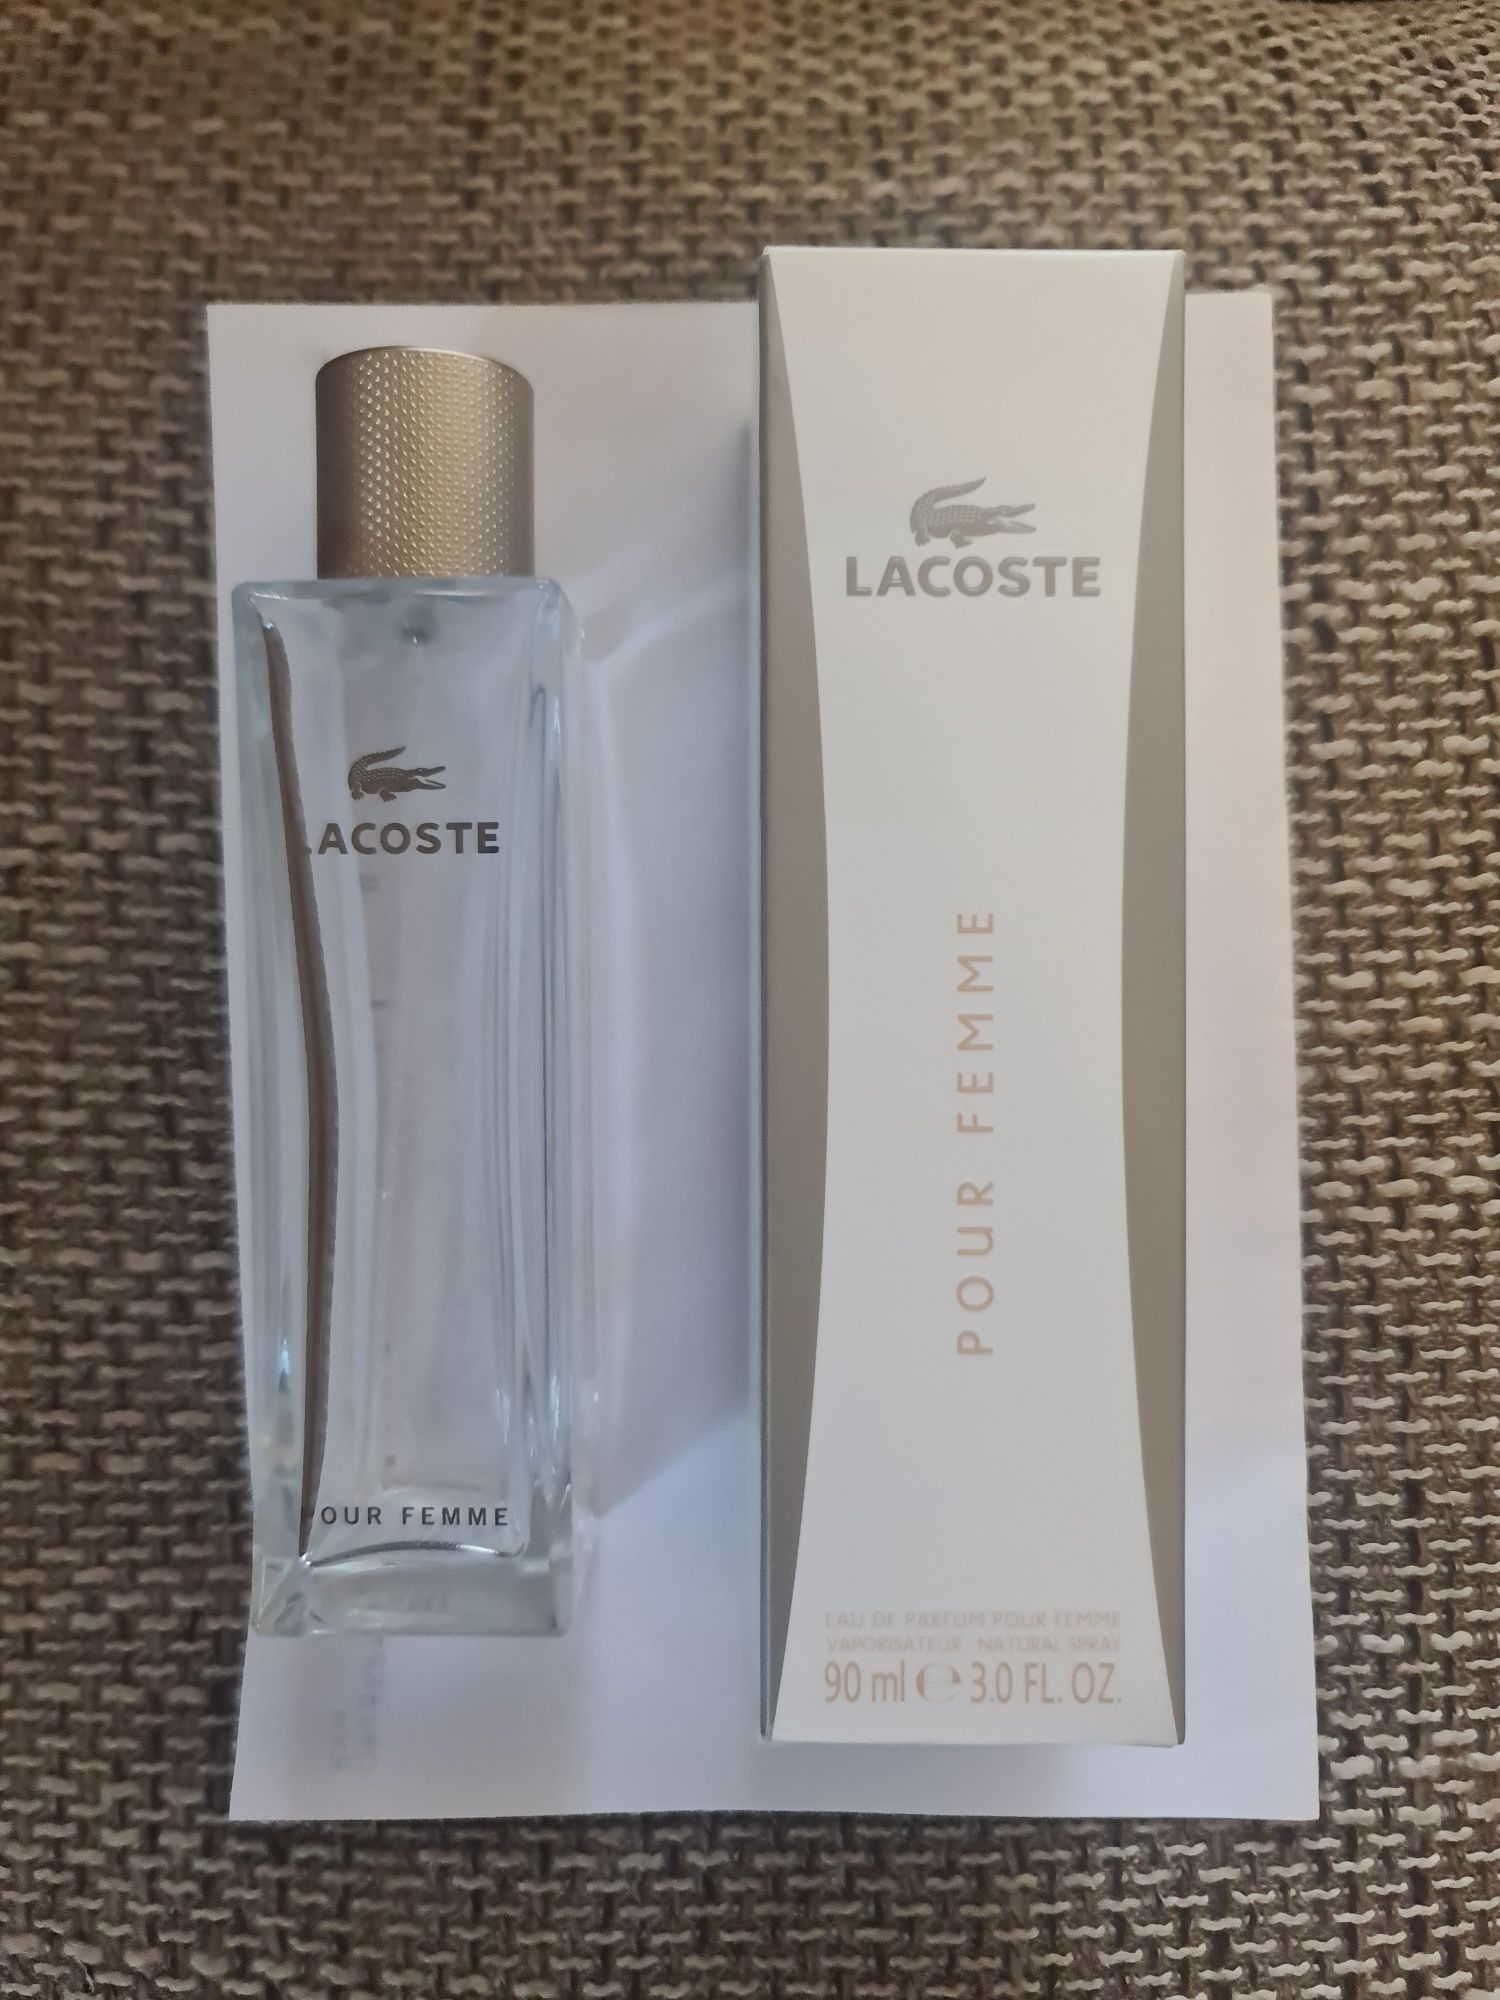 LACOSTE
POUR FEMME
LACOSTE
POUR FEMME
EAU DE PARFUM POUR FEMME
VAPORISATEUR - NATURAL SPRAY
90 ml ℮ 3.0 FL. OZ.